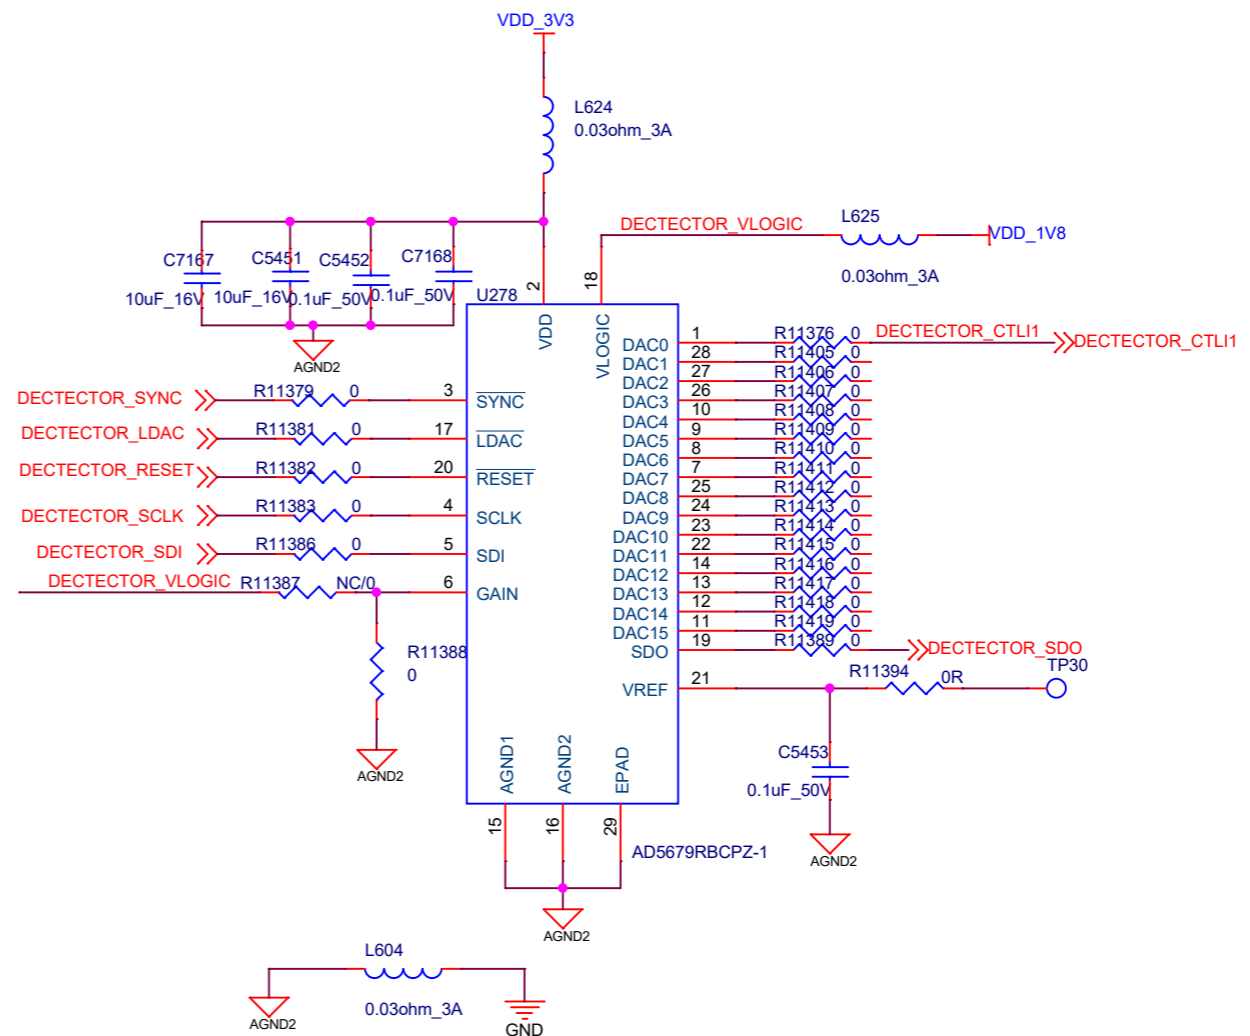 VDD_3V3
L624
0.03ohm_3A
DECTECTOR_VLOGIC
L625
VDD_1V8
0.03ohm_3A
C7167
10uF_16V
C5451
10uF_16V
C5452
0.1uF_50V
C7168
0.1uF_50V
AGND2
U278
2
VDD
18
VLOGIC
DECTECTOR_SYNC
R11379 0
3
SYNC
DECTECTOR_LDAC
R11381 0
17
LDAC
DECTECTOR_RESET
R11382 0
20
RESET
DECTECTOR_SCLK
R11383 0
4
SCLK
DECTECTOR_SDI
R11386 0
5
SDI
DECTECTOR_VLOGIC
R11387 NC/0
6
GAIN
R11388
0
AGND2
DAC0 1 R11376 0 DECTECTOR_CTLI1 DECTECTOR_CTLI1
DAC1 28 R11405 0
DAC2 27 R11406 0
DAC3 26 R11407 0
DAC4 10 R11408 0
DAC5 9 R11409 0
DAC6 8 R11410 0
DAC7 7 R11411 0
DAC8 25 R11412 0
DAC9 24 R11413 0
DAC10 23 R11414 0
DAC11 22 R11415 0
DAC12 14 R11416 0
DAC13 13 R11417 0
DAC14 12 R11418 0
DAC15 11 R11419 0
SDO 19 R11389 0 DECTECTOR_SDO
VREF 21 R11394 0R TP30
C5453
0.1uF_50V
AGND2
AGND1
15
AGND2
16
EPAD
29
AD5679RBCPZ-1
AGND2
L604
0.03ohm_3A
AGND2
GND